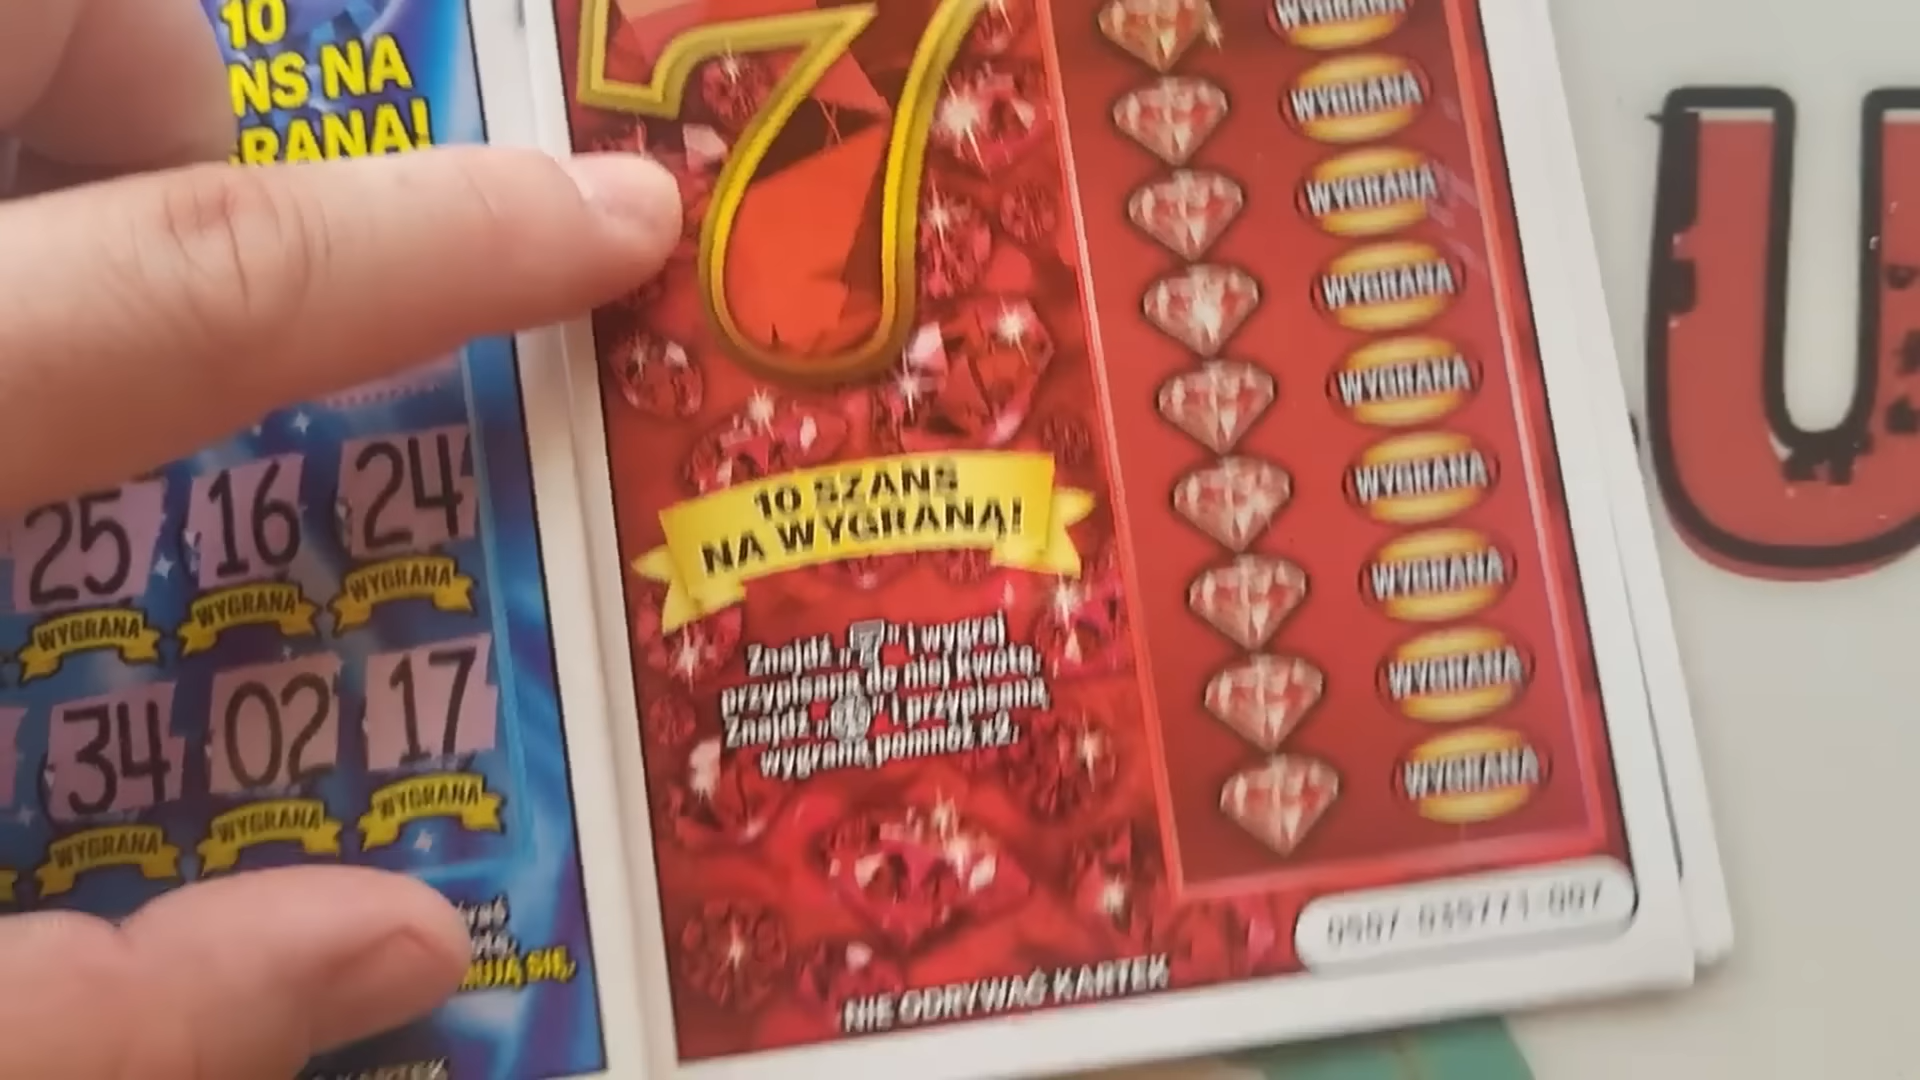 10
NS NA
GRANA!
25 16 24
WYGRANA WYGRANA WYGRANA
34 02 17
WYGRANA WYGRANA WYGRANA
7
10 SZANS
NA WYGRANĄ!
Znajdź „7” i wygraj
przypisaną do niej kwotę.
Znajdź „ ” i przypisaną
wygraną pomnóż x2.
WYGRANA
WYGRANA
WYGRANA
WYGRANA
WYGRANA
WYGRANA
WYGRANA
WYGRANA
WYGRANA
NIE ODRYWAĆ KARTEK
U